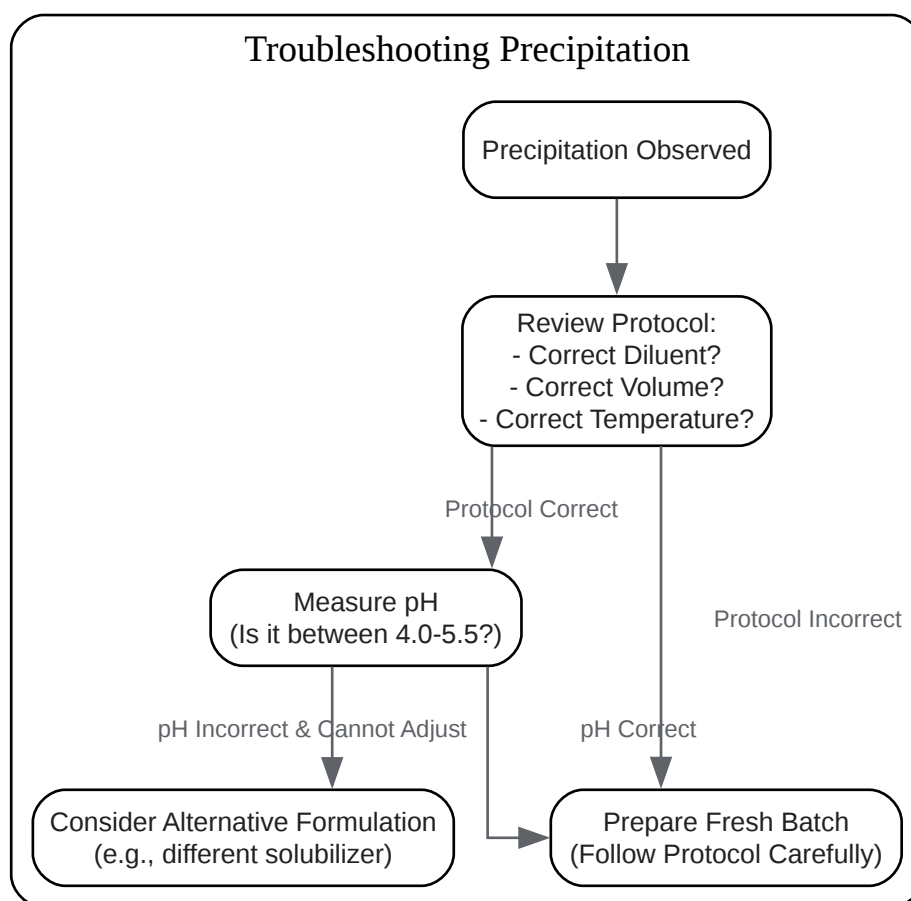 Troubleshooting Precipitation
Precipitation Observed
Review Protocol:
- Correct Diluent?
- Correct Volume?
- Correct Temperature?
Protocol Correct
Measure pH
(Is it between 4.0-5.5?)
Protocol Incorrect
pH Incorrect & Cannot Adjust
pH Correct
Consider Alternative Formulation
(e.g., different solubilizer)
Prepare Fresh Batch
(Follow Protocol Carefully)